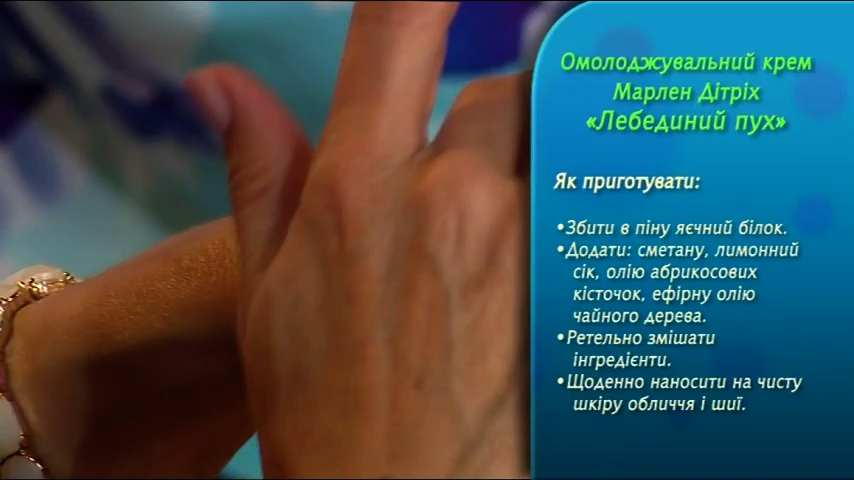 Омолоджувальний крем
Марлен Дітріх
«Лебединий пух»
Як приготувати:
•Збити в піну яєчний білок.
•Додати: сметану, лимонний
сік, олію абрикосових
кісточок, ефірну олію
чайного дерева.
•Ретельно змішати
інгредієнти.
•Щоденно наносити на чисту
шкіру обличчя і шиї.